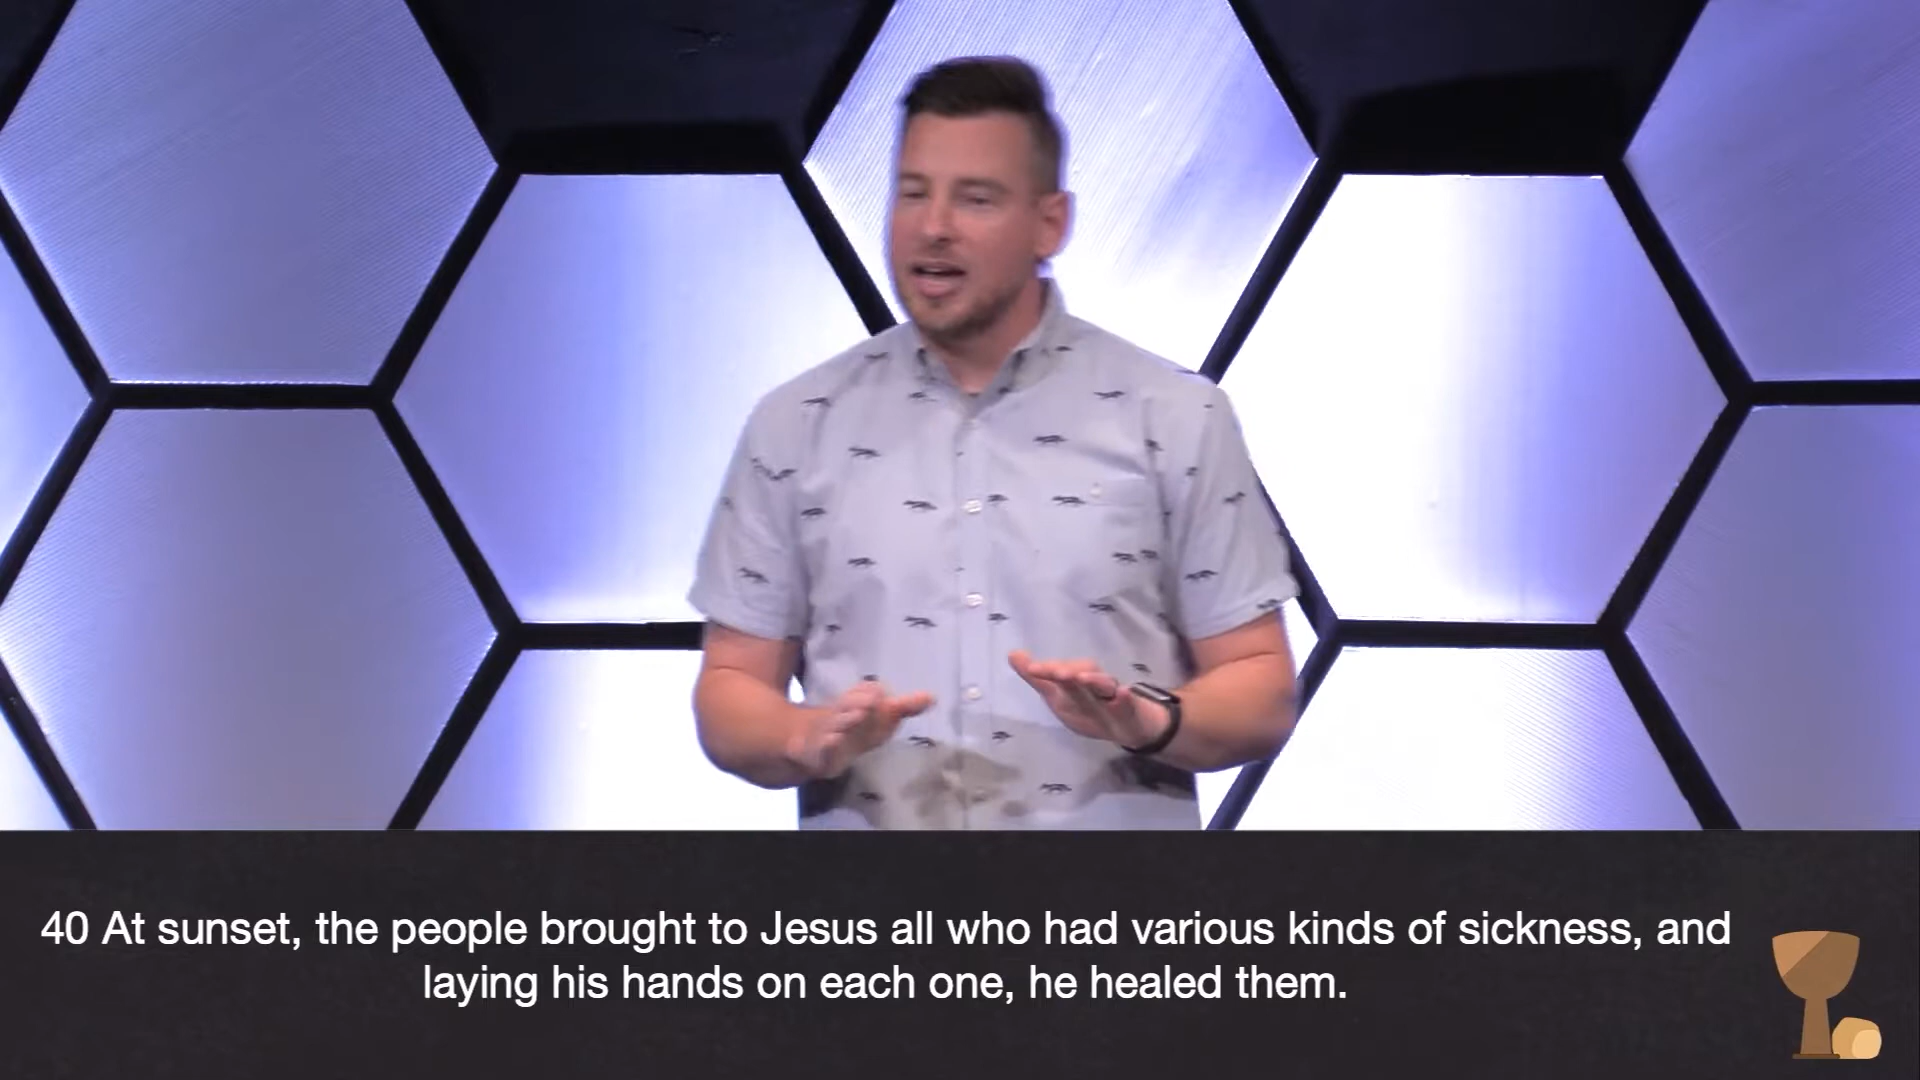 40 At sunset, the people brought to Jesus all who had various kinds of sickness, and
laying his hands on each one, he healed them.